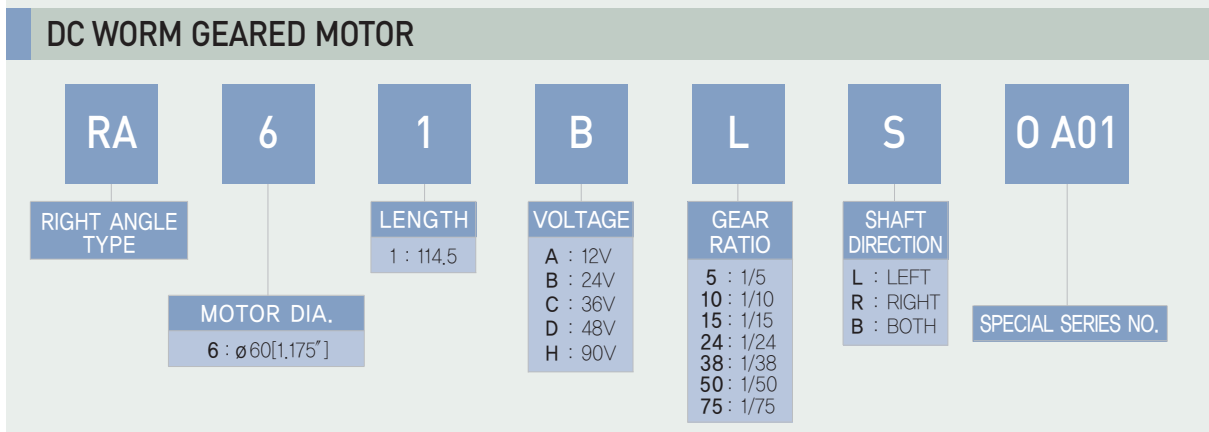 DC WORM GEARED MOTOR
RA 6 1 B L S 0 A01
RIGHT ANGLE
TYPE
MOTOR DIA.
6 : ø60[1.175″]
LENGTH
1 : 114.5
VOLTAGE
A : 12V
B : 24V
C : 36V
D : 48V
H : 90V
GEAR
RATIO
5 : 1/5
10 : 1/10
15 : 1/15
24 : 1/24
38 : 1/38
50 : 1/50
75 : 1/75
SHAFT
DIRECTION
L : LEFT
R : RIGHT
B : BOTH
SPECIAL SERIES NO.